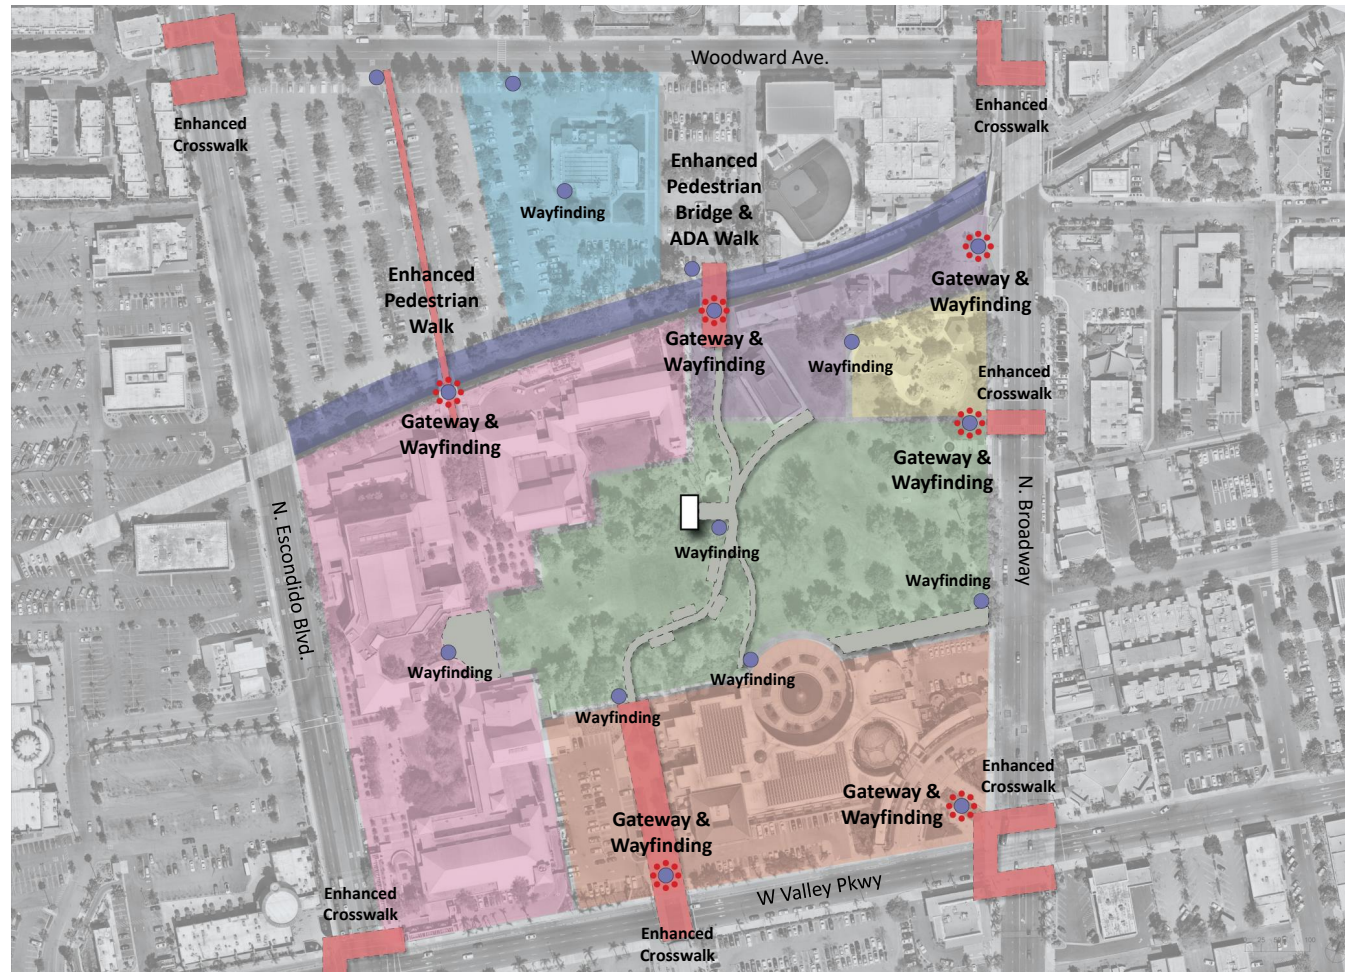 Woodward Ave.
Enhanced
Crosswalk
Enhanced
Crosswalk
Enhanced
Pedestrian
Bridge &
ADA Walk
Wayfinding
Enhanced
Pedestrian
Walk
Gateway &
Wayfinding
Gateway &
Wayfinding
Wayfinding
Enhanced
Crosswalk
Gateway &
Wayfinding
Gateway &
Wayfinding
N. Escondido Blvd.
N. Broadway
Wayfinding
Wayfinding
Wayfinding
Wayfinding
Wayfinding
Enhanced
Crosswalk
Gateway &
Wayfinding
Gateway &
Wayfinding
W Valley Pkwy
Enhanced
Crosswalk
Enhanced
Crosswalk